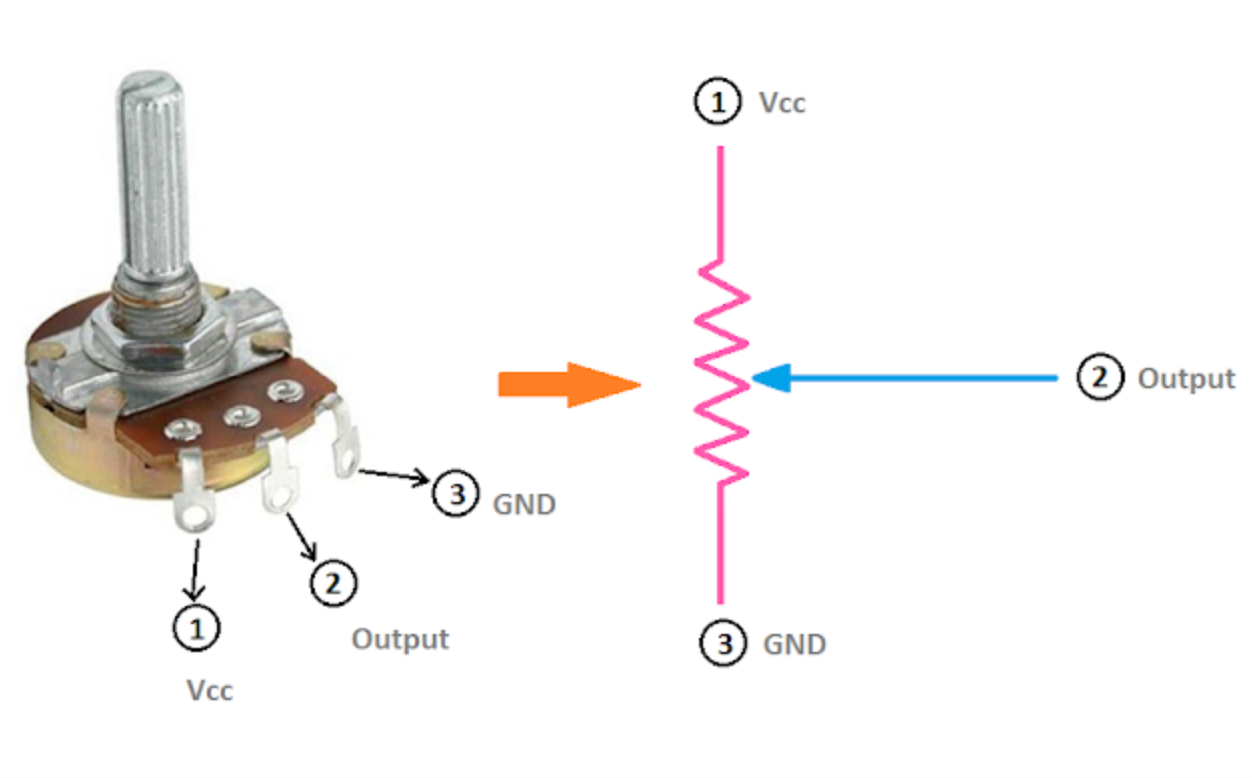 1 Vcc
2 Output
3 GND
3 GND
2
Output
1
Vcc